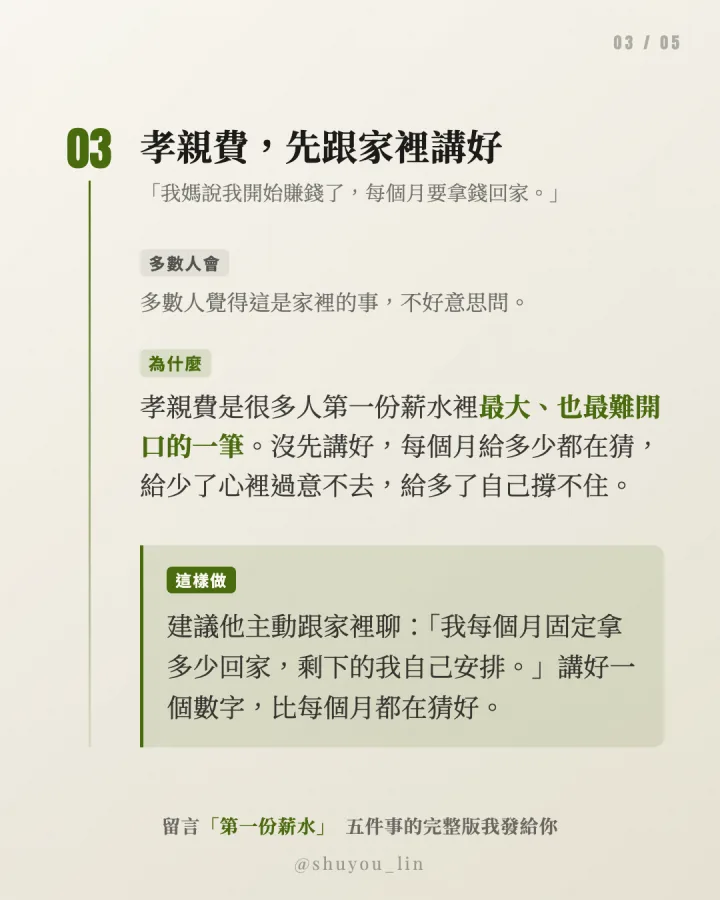 03 / 05
03 孝親費，先跟家裡講好
「我媽說我開始賺錢了，每個月要拿錢回家。」
多數人會
多數人覺得這是家裡的事，不好意思問。
為什麼
孝親費是很多人第一份薪水裡最大、也最難開
口的一筆。沒先講好，每個月給多少都在猜，
給少了心裡過意不去，給多了自己撐不住。
這樣做
建議他主動跟家裡聊：「我每個月固定拿
多少回家，剩下的我自己安排。」講好一
個數字，比每個月都在猜好。
留言「第一份薪水」 五件事的完整版我發給你
@shuyou_lin